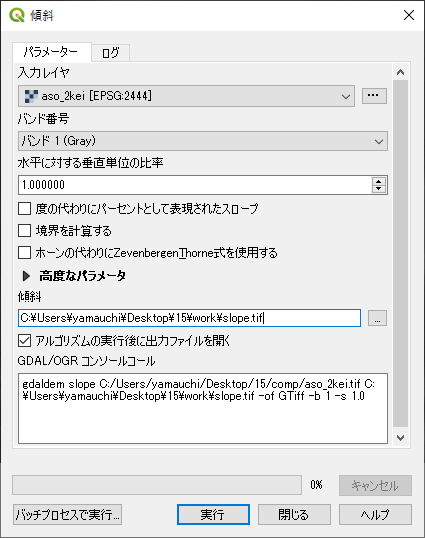 傾斜
パラメーター ログ
入力レイヤ
aso_2kei [EPSG:2444]
...
バンド番号
バンド 1 (Gray)
水平に対する垂直単位の比率
1.000000
度の代わりにパーセントとして表現されたスロープ
境界を計算する
ホーンの代わりにZevenbergenThorne式を使用する
高度なパラメータ
傾斜
C:¥Users¥yamauchi¥Desktop¥15¥work¥slope.tif
...
アルゴリズムの実行後に出力ファイルを開く
GDAL/OGR コンソールコール
gdaldem slope C:/Users/yamauchi/Desktop/15/comp/aso_2kei.tif C:
¥Users¥yamauchi¥Desktop¥15¥work¥slope.tif -of GTiff -b 1 -s 1.0
0% キャンセル
バッチプロセスで実行... 実行 閉じる ヘルプ